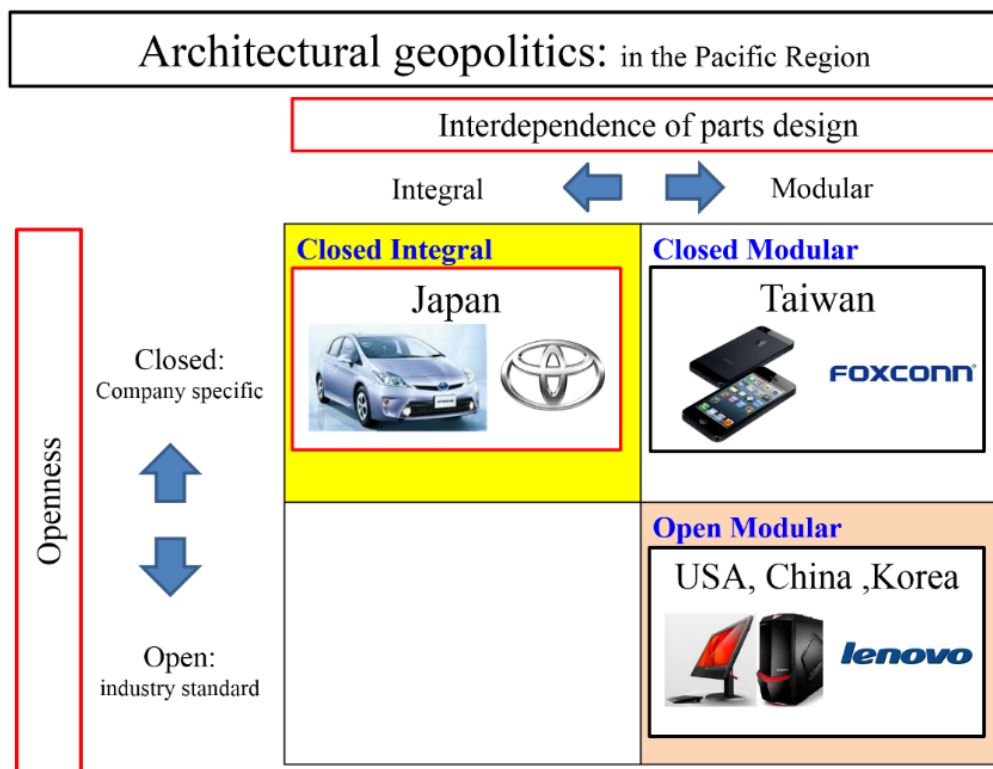 Architectural geopolitics: in the Pacific Region
Interdependence of parts design
Integral
Modular
Openness
Closed:
Company specific
Open:
industry standard
Closed Integral
Japan
Closed Modular
Taiwan
FOXCONN®
Open Modular
USA, China ,Korea
lenovo